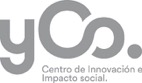 yCo.
Centro de Innovación e
Impacto social.